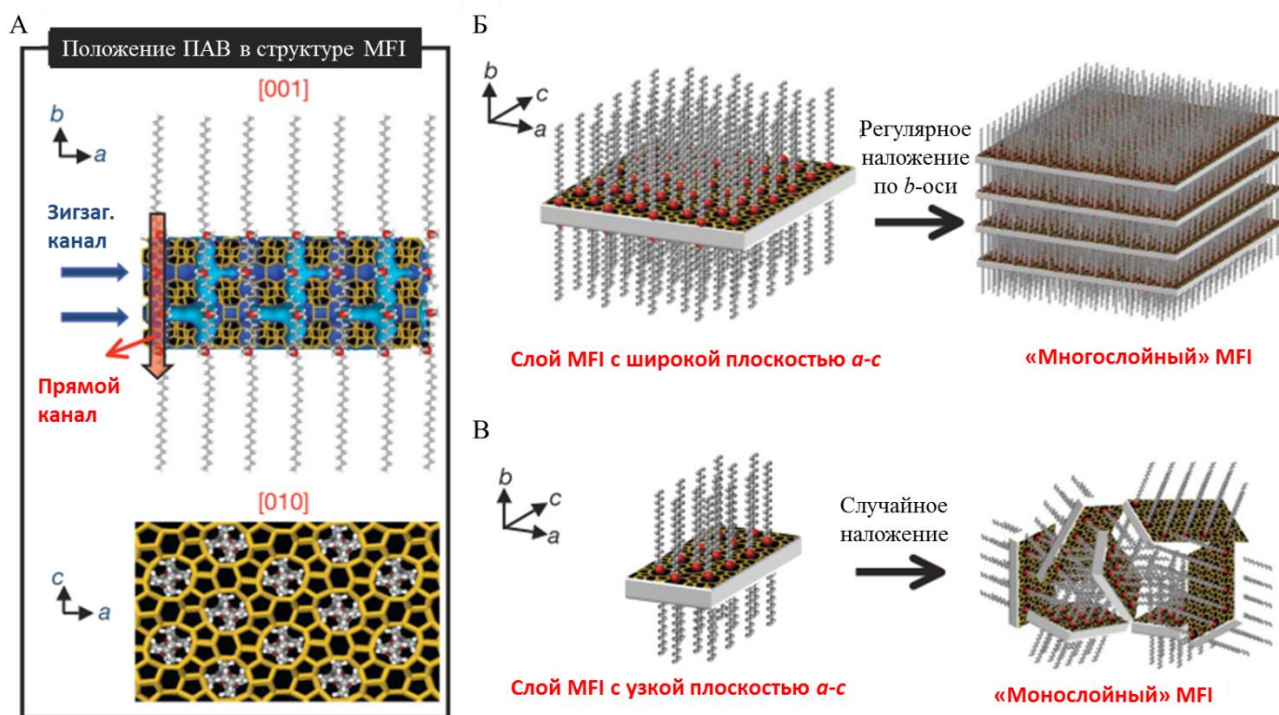 А
Положение ПАВ в структуре MFI
[001]
b
a
Зигзаг.
канал
Прямой
канал
[010]
c
a
Б
b
c
a
Регулярное
наложение
по b-оси
Слой MFI с широкой плоскостью a-c
«Многослойный» MFI
В
b
c
a
Случайное
наложение
Слой MFI с узкой плоскостью a-c
«Монослойный» MFI